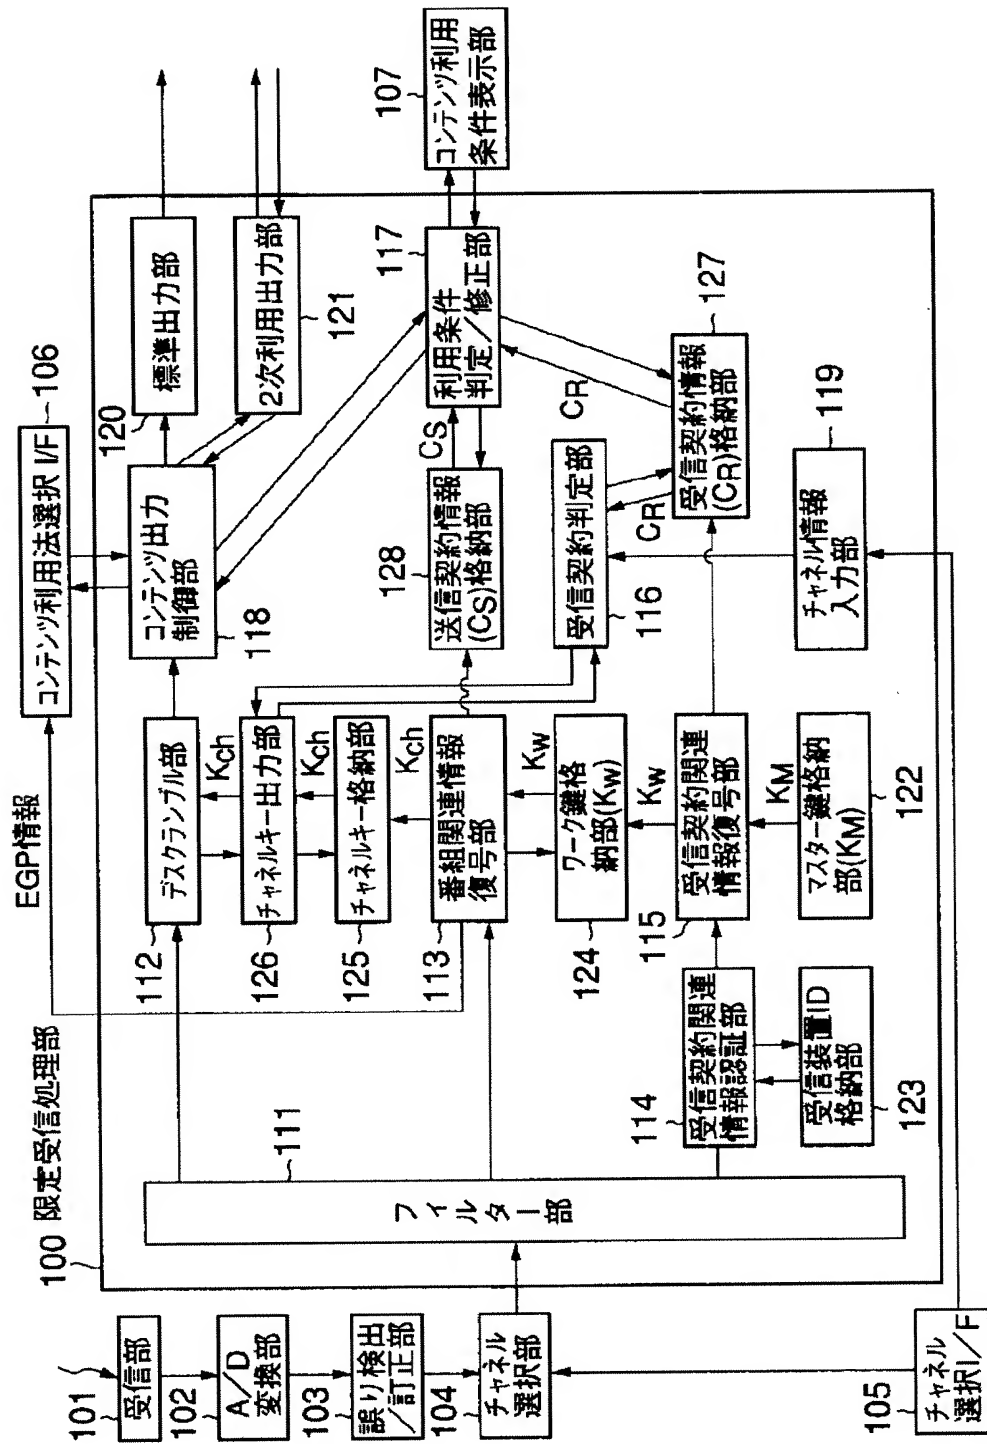 100 限定受信処理部
EGP情報
101
受信部
102
A/D
変換部
103
誤り検出
/訂正部
104
チャネル
選択部
105
チャネル
選択I/F
111
フィルター部
112
デスクランブル部
Kch
126
チャネルキー出力部
Kch
125
チャネルキー格納部
Kch
113
番組関連情報
復号部
Kw
124
ワーク鍵格
納部(Kw)
Kw
115
受信契約関連
情報復号部
KM
マスター鍵格納
部(KM)
122
114
受信契約関連
情報認証部
受信装置ID
格納部
123
コンテンツ利用法選択 I/F
106
コンテンツ出力
制御部
118
120
標準出力部
2次利用出力部
121
128
送信契約情報
(CS)格納部
CS
117
利用条件
判定/修正部
107
コンテンツ利用
条件表示部
受信契約判定部
116
CR
CR
127
受信契約情報
(CR)格納部
119
チャネル情報
入力部